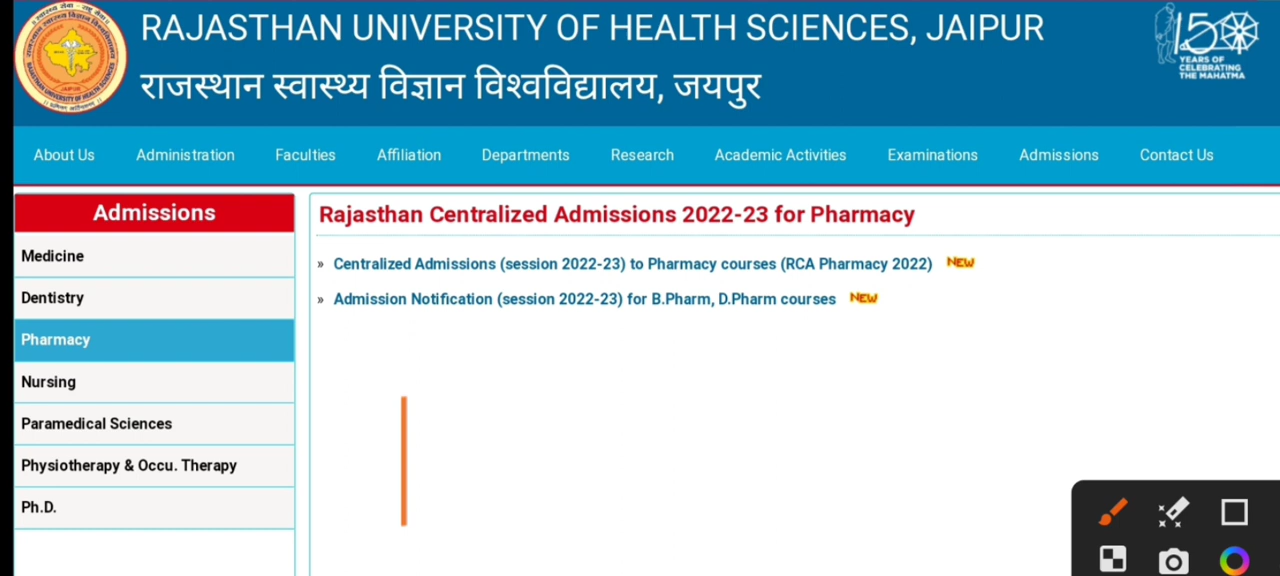 RAJASTHAN UNIVERSITY OF HEALTH SCIENCES, JAIPUR
राजस्थान स्वास्थ्य विज्ञान विश्वविद्यालय, जयपुर
150
YEARS OF
CELEBRATING
THE MAHATMA
About Us Administration Faculties Affiliation Departments Research Academic Activities Examinations Admissions Contact Us
Admissions
Medicine
Dentistry
Pharmacy
Nursing
Paramedical Sciences
Physiotherapy & Occu. Therapy
Ph.D.
Rajasthan Centralized Admissions 2022-23 for Pharmacy
» Centralized Admissions (session 2022-23) to Pharmacy courses (RCA Pharmacy 2022) NEW
» Admission Notification (session 2022-23) for B.Pharm, D.Pharm courses NEW